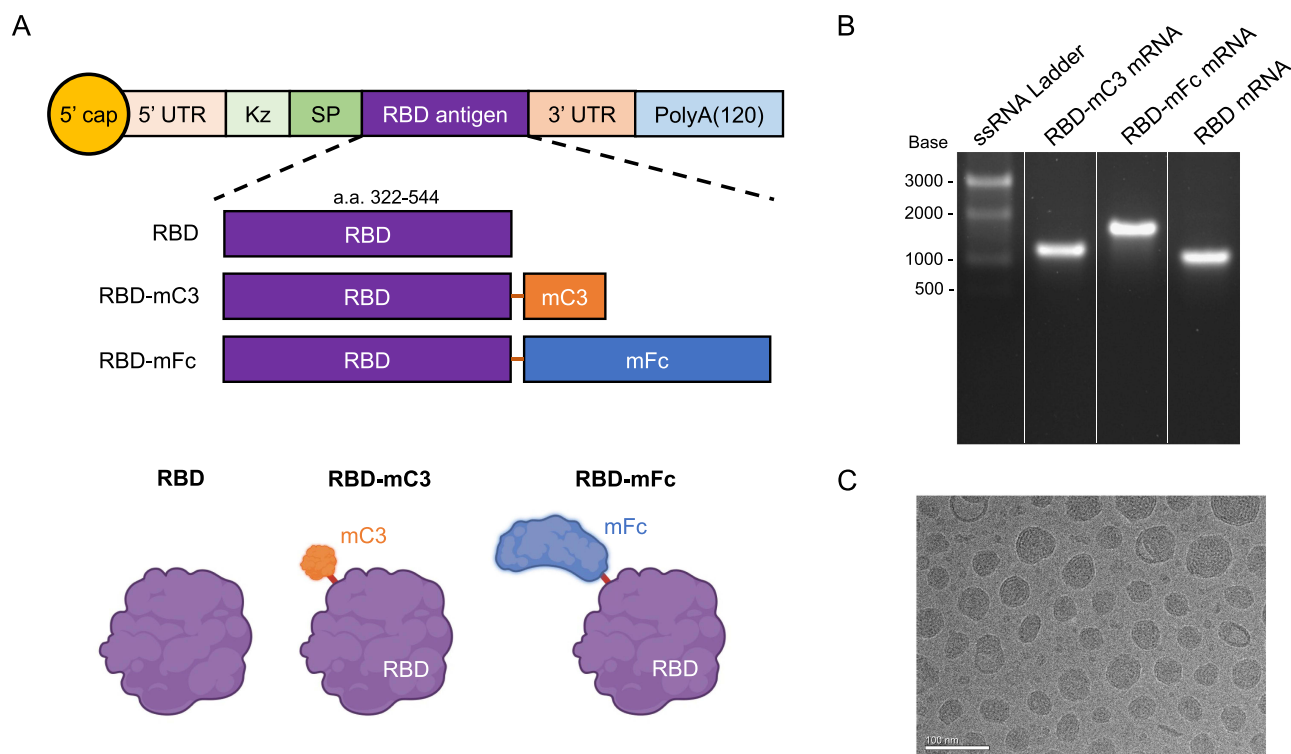 A
5' cap
5' UTR
Kz
SP
RBD antigen
3' UTR
PolyA(120)
a.a. 322-544
RBD
RBD
RBD-mC3
RBD
mC3
RBD-mFc
RBD
mFc
RBD
RBD-mC3
RBD-mFc
mC3
mFc
RBD
RBD
B
Base
ssRNA Ladder
RBD-mC3 mRNA
RBD-mFc mRNA
RBD mRNA
3000 -
2000 -
1000 -
500 -
C
100 nm